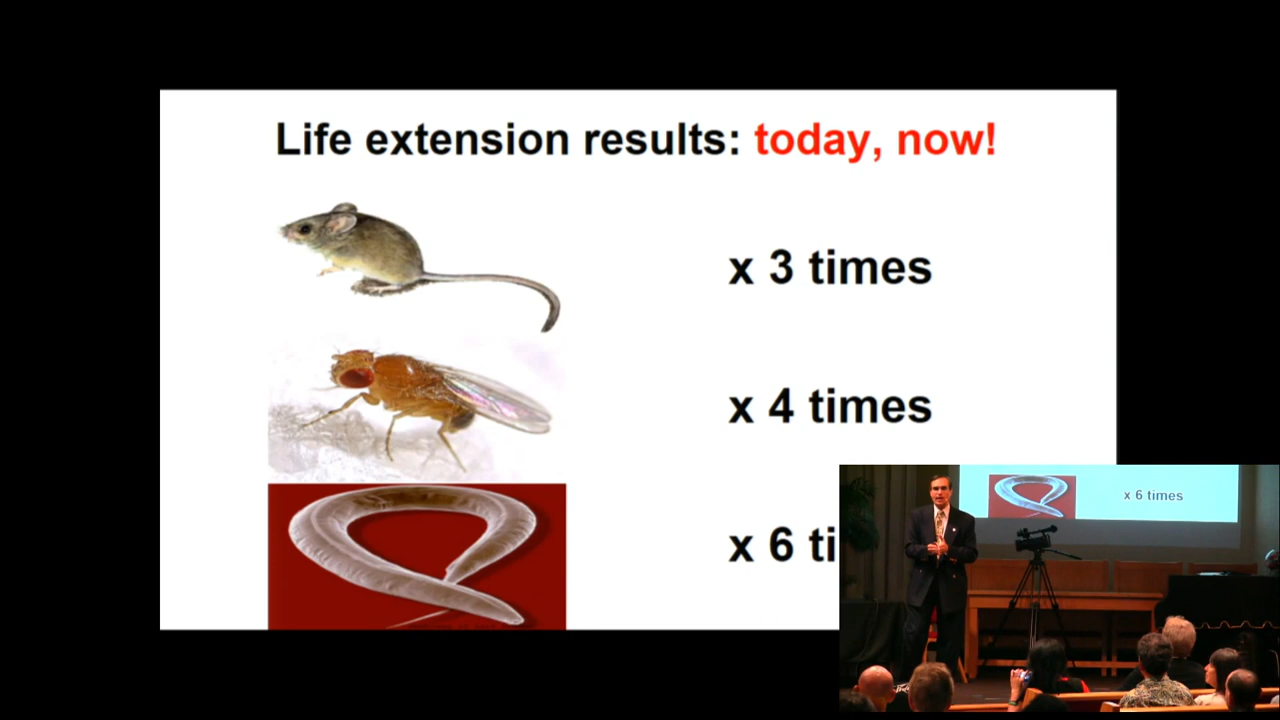 Life extension results: today, now!
x 3 times
x 4 times
x 6 ti
x 6 times